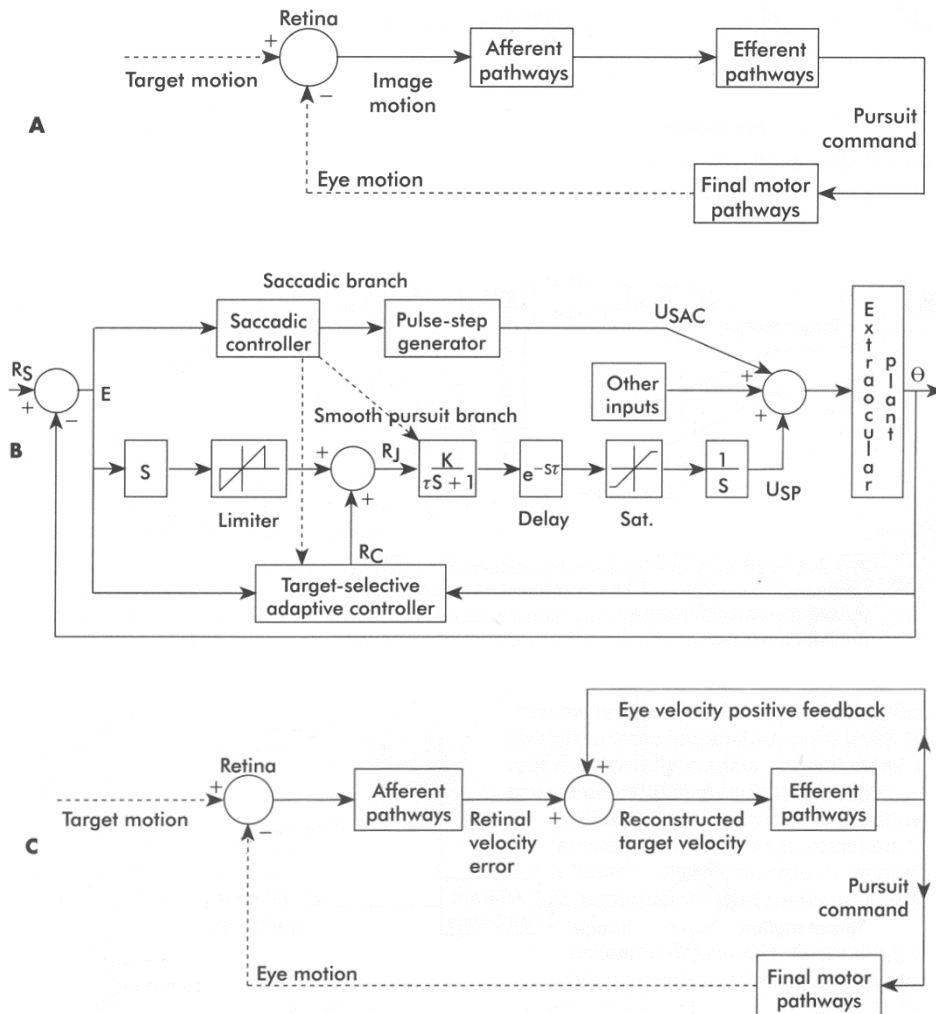 Retina
+
−
Target motion
Image
motion
Afferent
pathways
Efferent
pathways
A
Pursuit
command
Eye motion
Final motor
pathways
Saccadic branch
Saccadic
controller
Pulse-step
generator
USAC
Extraocular
plant
Θ
RS
+
−
E
Other
inputs
+
+
Smooth pursuit branch
B
S
Limiter
+
+
RJ
K
τS + 1
e-Sτ
Delay
Sat.
1
S
USP
RC
Target-selective
adaptive controller
Eye velocity positive feedback
Retina
+
−
Target motion
Afferent
pathways
Retinal
velocity
error
+
+
Reconstructed
target velocity
Efferent
pathways
C
Pursuit
command
Eye motion
Final motor
pathways